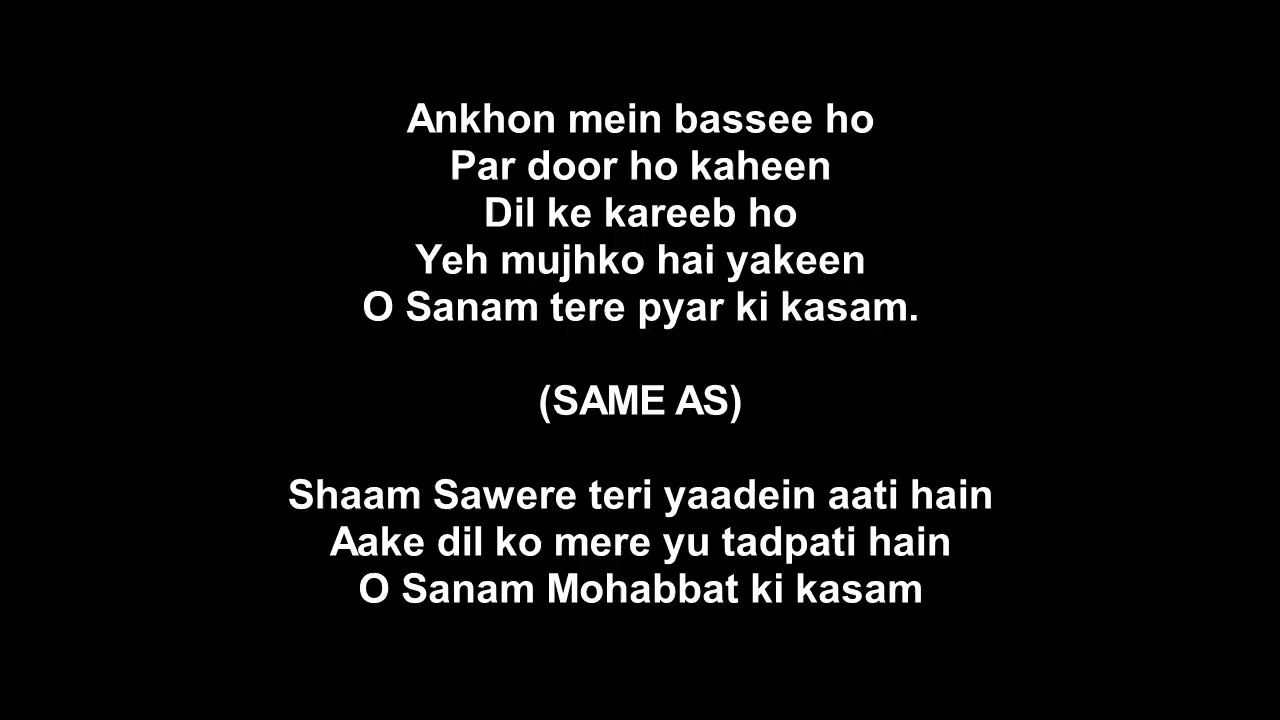 Ankhon mein bassee ho
Par door ho kaheen
Dil ke kareeb ho
Yeh mujhko hai yakeen
O Sanam tere pyar ki kasam.
(SAME AS)
Shaam Sawere teri yaadein aati hain
Aake dil ko mere yu tadpati hain
O Sanam Mohabbat ki kasam